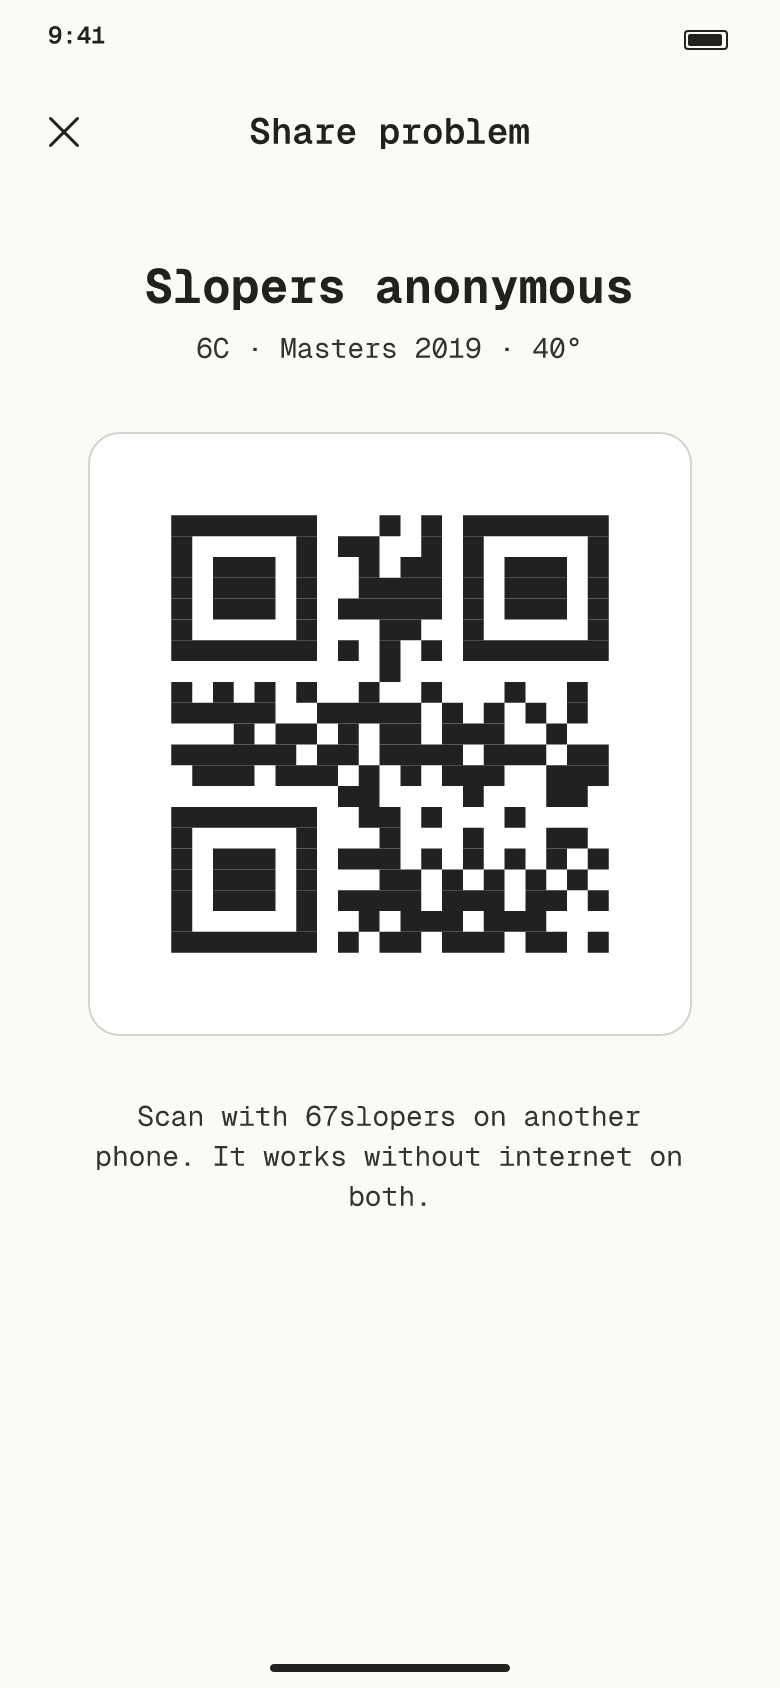 9:41
Share problem
Slopers anonymous
6C · Masters 2019 · 40°
Scan with 67slopers on another
phone. It works without internet on
both.